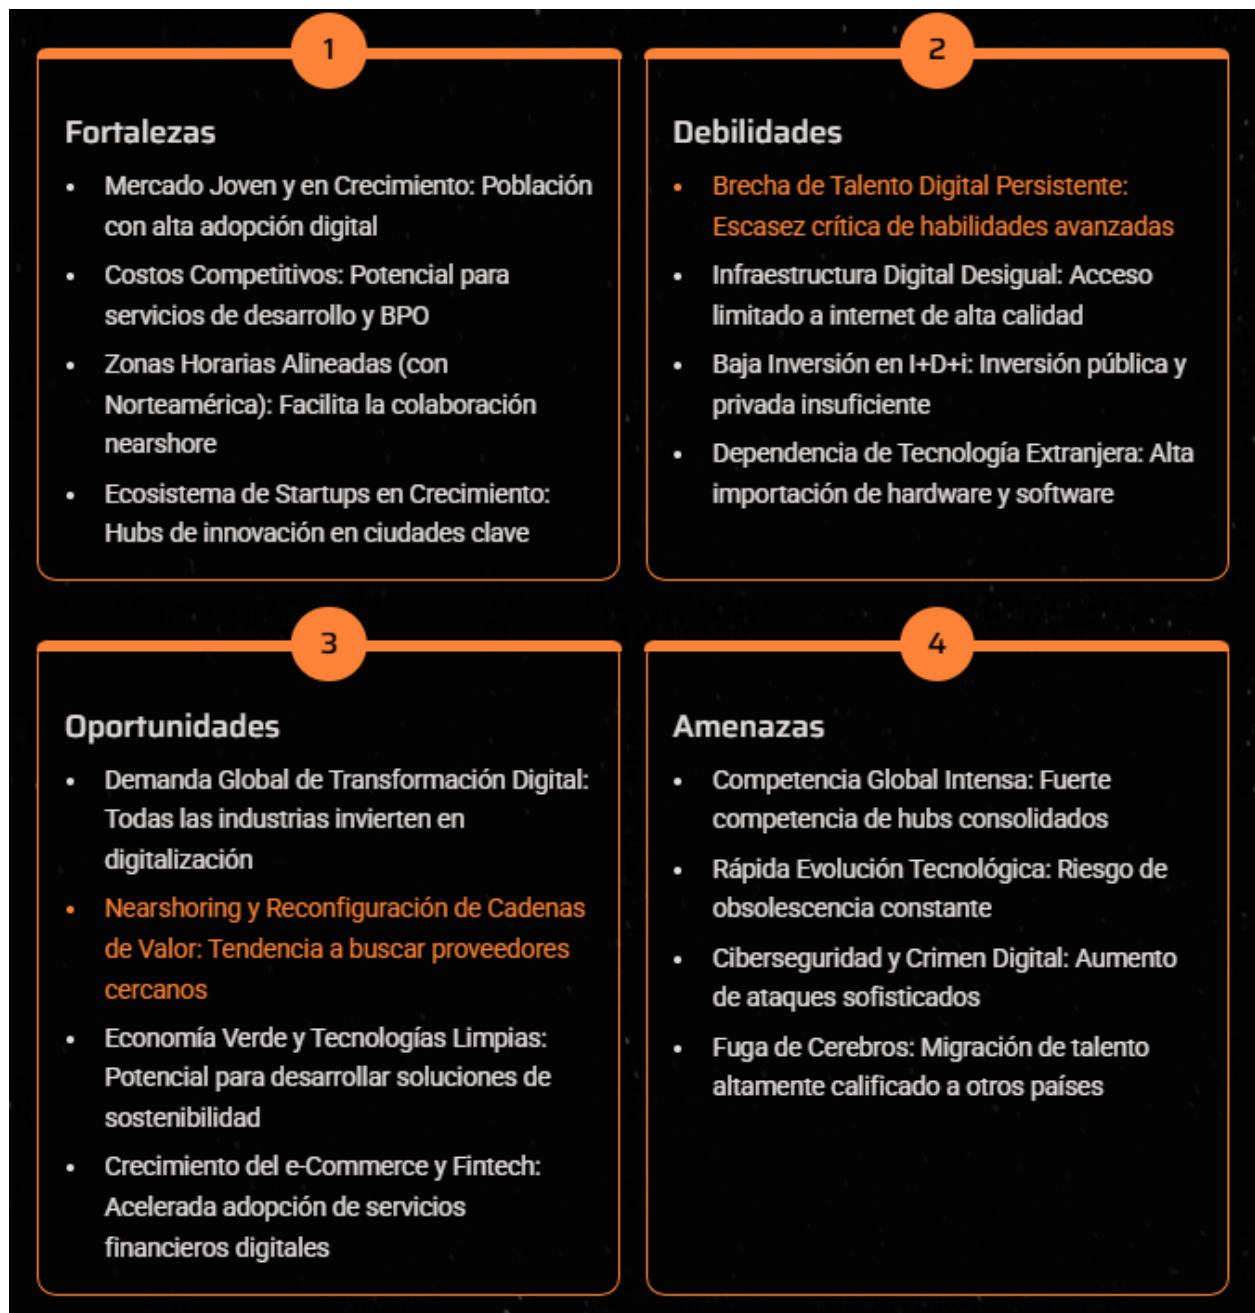 1
Fortalezas
• Mercado Joven y en Crecimiento: Población
con alta adopción digital
• Costos Competitivos: Potencial para
servicios de desarrollo y BPO
• Zonas Horarias Alineadas (con
Norteamérica): Facilita la colaboración
nearshore
• Ecosistema de Startups en Crecimiento:
Hubs de innovación en ciudades clave
2
Debilidades
• Brecha de Talento Digital Persistente:
Escasez crítica de habilidades avanzadas
• Infraestructura Digital Desigual: Acceso
limitado a internet de alta calidad
• Baja Inversión en I+D+i: Inversión pública y
privada insuficiente
• Dependencia de Tecnología Extranjera: Alta
importación de hardware y software
3
Oportunidades
• Demanda Global de Transformación Digital:
Todas las industrias invierten en
digitalización
• Nearshoring y Reconfiguración de Cadenas
de Valor: Tendencia a buscar proveedores
cercanos
• Economía Verde y Tecnologías Limpias:
Potencial para desarrollar soluciones de
sostenibilidad
• Crecimiento del e-Commerce y Fintech:
Acelerada adopción de servicios
financieros digitales
4
Amenazas
• Competencia Global Intensa: Fuerte
competencia de hubs consolidados
• Rápida Evolución Tecnológica: Riesgo de
obsolescencia constante
• Ciberseguridad y Crimen Digital: Aumento
de ataques sofisticados
• Fuga de Cerebros: Migración de talento
altamente calificado a otros países